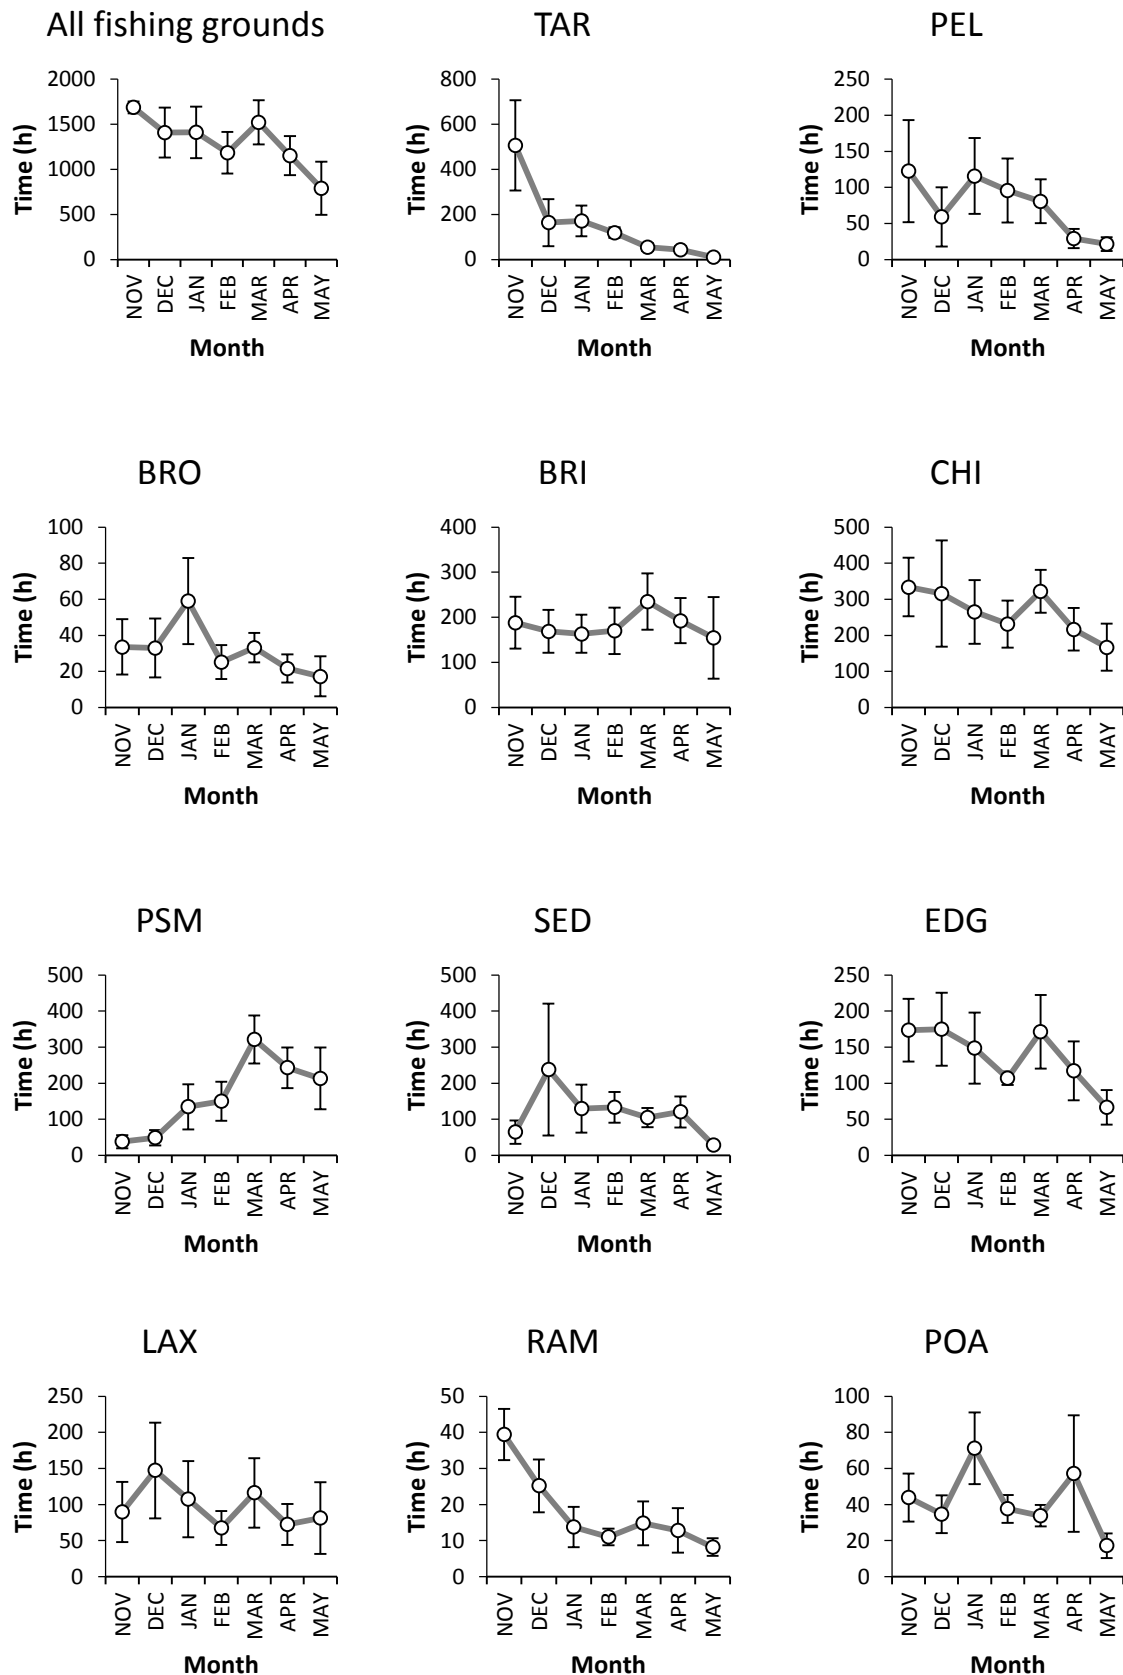 All fishing grounds
TAR
PEL
2000
1500
1000
500
0
Time (h)
NOV DEC JAN FEB MAR APR MAY
Month
800
600
400
200
0
Time (h)
NOV DEC JAN FEB MAR APR MAY
Month
250
200
150
100
50
0
Time (h)
NOV DEC JAN FEB MAR APR MAY
Month
BRO
BRI
CHI
100
80
60
40
20
0
Time (h)
NOV DEC JAN FEB MAR APR MAY
Month
400
300
200
100
0
Time (h)
NOV DEC JAN FEB MAR APR MAY
Month
500
400
300
200
100
0
Time (h)
NOV DEC JAN FEB MAR APR MAY
Month
PSM
SED
EDG
500
400
300
200
100
0
Time (h)
NOV DEC JAN FEB MAR APR MAY
Month
500
400
300
200
100
0
Time (h)
NOV DEC JAN FEB MAR APR MAY
Month
250
200
150
100
50
0
Time (h)
NOV DEC JAN FEB MAR APR MAY
Month
LAX
RAM
POA
250
200
150
100
50
0
Time (h)
NOV DEC JAN FEB MAR APR MAY
Month
50
40
30
20
10
0
Time (h)
NOV DEC JAN FEB MAR APR MAY
Month
100
80
60
40
20
0
Time (h)
NOV DEC JAN FEB MAR APR MAY
Month